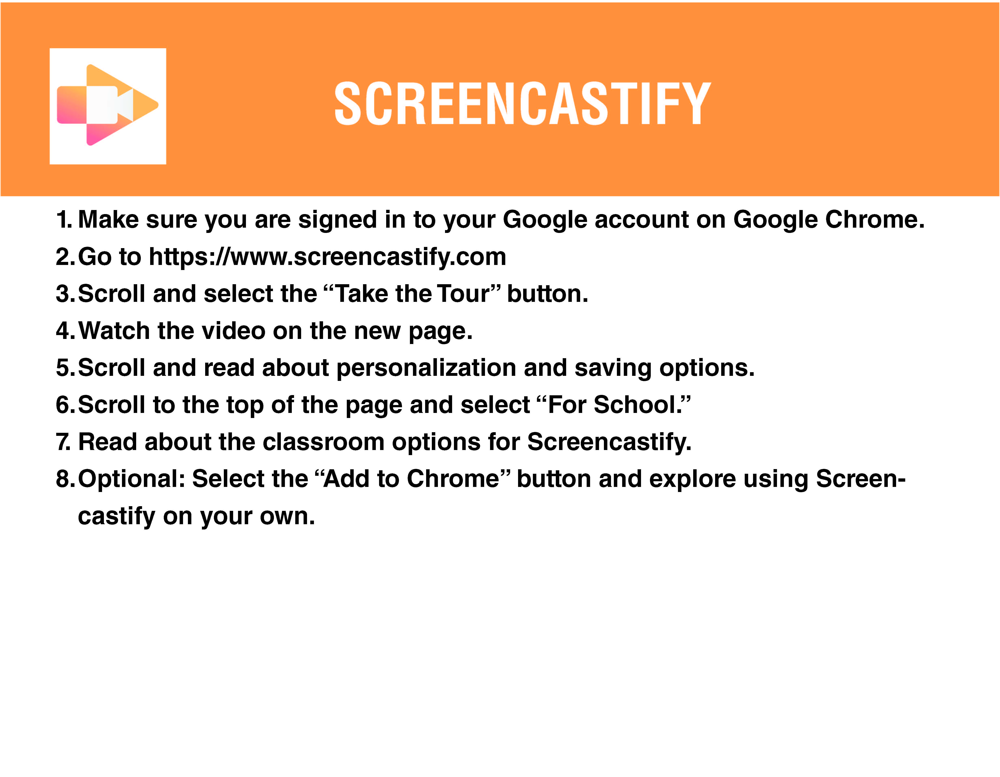 SCREENCASTIFY
1. Make sure you are signed in to your Google account on Google Chrome.
2. Go to https://www.screencastify.com
3. Scroll and select the “Take the Tour” button.
4. Watch the video on the new page.
5. Scroll and read about personalization and saving options.
6. Scroll to the top of the page and select “For School.”
7. Read about the classroom options for Screencastify.
8. Optional: Select the “Add to Chrome” button and explore using Screen-
castify on your own.